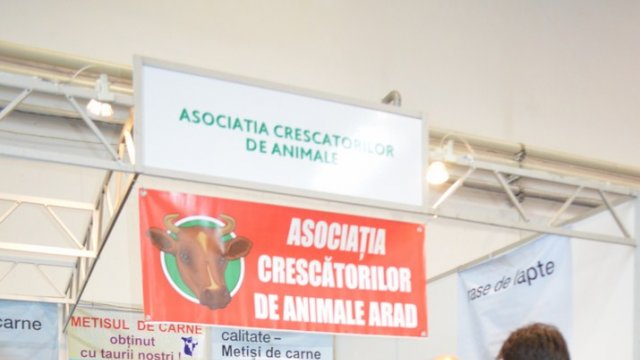 ASOCIATIA CRESCATORILOR
DE ANIMALE
ASOCIAȚIA
CRESCĂTORILOR
DE ANIMALE ARAD
rase de lapte
carne
METISUL DE CARNE
obținut
cu taurii noștri !
calitate –
Metiși de carne